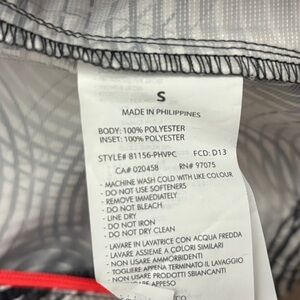 S
MADE IN PHILIPPINES
BODY: 100% POLYESTER
INSET: 100% POLYESTER
STYLE# 81156-PHVPC FCD: D13
CA# 020458 RN# 97075
- MACHINE WASH COLD WITH LIKE COLOUR
- DO NOT USE SOFTENERS
- REMOVE IMMEDIATELY
- DO NOT BLEACH
- LINE DRY
- DO NOT IRON
- DO NOT DRY CLEAN
- LAVARE IN LAVATRICE CON ACQUA FREDDA
- LAVARE ASSIEME A COLORI SIMILARI
- NON USARE AMMORBIDENTI
- TOGLIERE APPENA TERMINATO IL LAVAGGIO
- NON USARE PRODOTTI SBIANCANTI
APPESO